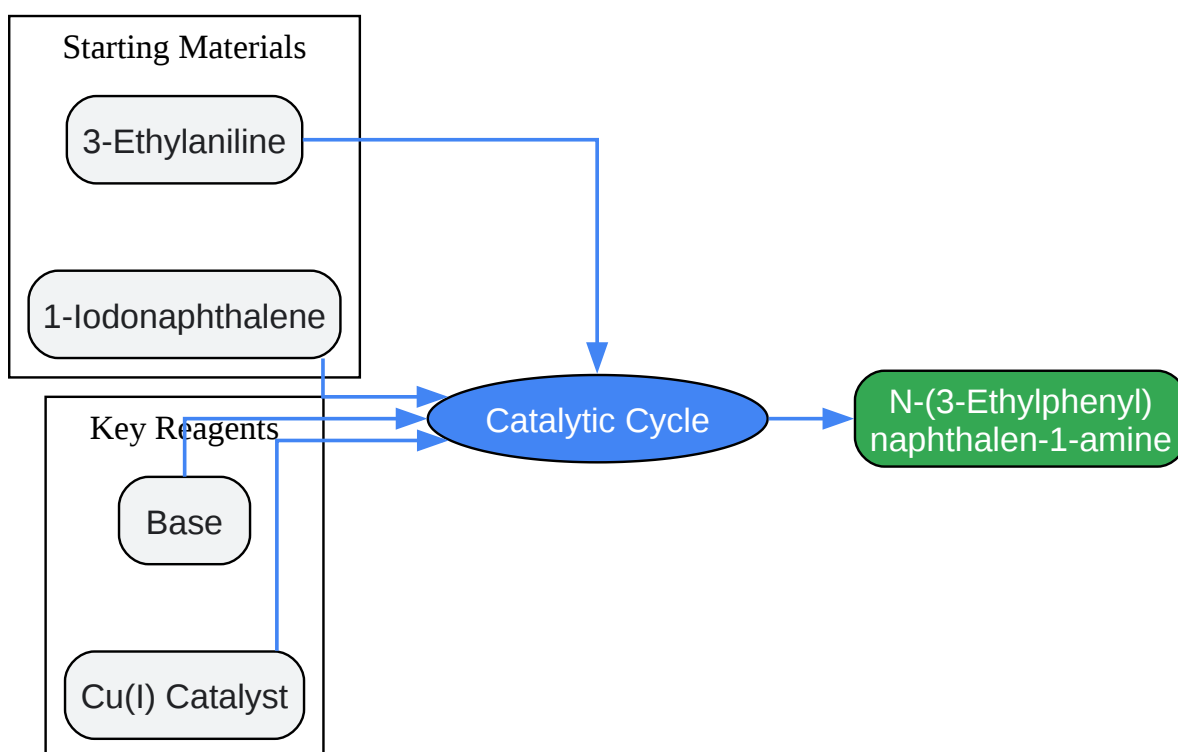 Starting Materials
3-Ethylaniline
1-Iodonaphthalene
Key Reagents
Base
Cu(I) Catalyst
Catalytic Cycle
N-(3-Ethylphenyl)
naphthalen-1-amine